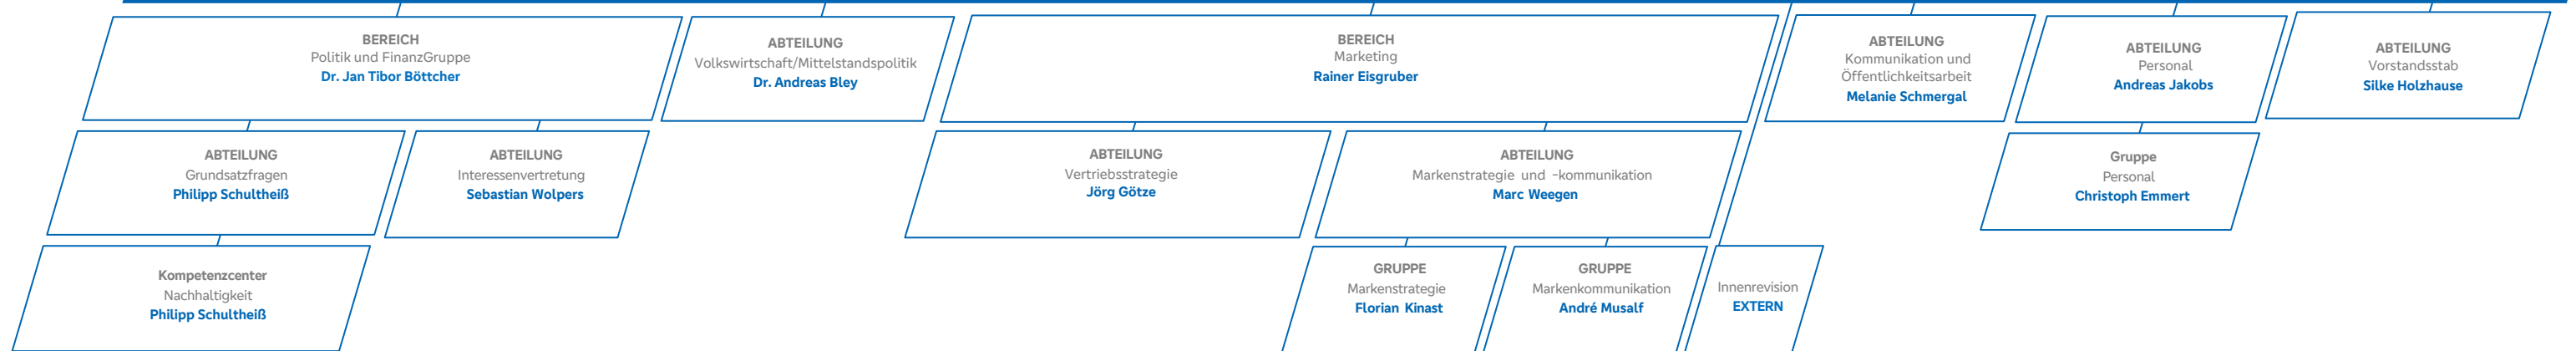 BEREICH
Politik und FinanzGruppe
Dr. Jan Tibor Böttcher
ABTEILUNG
Volkswirtschaft/Mittelstandspolitik
Dr. Andreas Bley
BEREICH
Marketing
Rainer Eisgruber
ABTEILUNG
Kommunikation und
Öffentlichkeitsarbeit
Melanie Schmergal
ABTEILUNG
Personal
Andreas Jakobs
ABTEILUNG
Vorstandsstab
Silke Holzhause
ABTEILUNG
Grundsatzfragen
Philipp Schultheiß
ABTEILUNG
Interessenvertretung
Sebastian Wolpers
ABTEILUNG
Vertriebsstrategie
Jörg Götze
ABTEILUNG
Markenstrategie und -kommunikation
Marc Weegen
Gruppe
Personal
Christoph Emmert
Kompetenzcenter
Nachhaltigkeit
Philipp Schultheiß
GRUPPE
Markenstrategie
Florian Kinast
GRUPPE
Markenkommunikation
André Musalf
Innenrevision
EXTERN